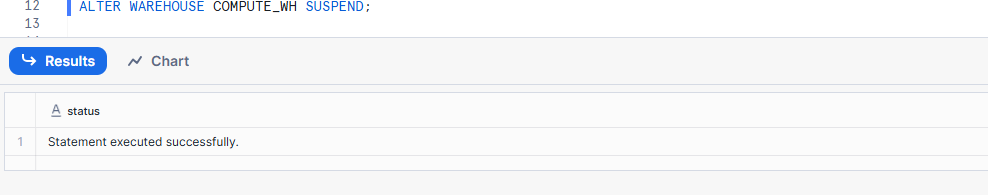 12 ALTER WAREHOUSE COMPUTE_WH SUSPEND;
13
Results Chart
A status
1 Statement executed successfully.